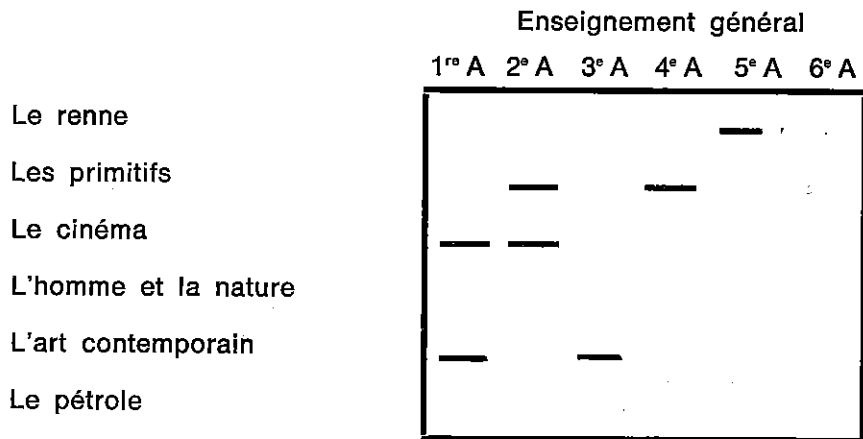 Enseignement général
1re A 2e A 3e A 4e A 5e A 6e A
Le renne
Les primitifs
Le cinéma
L'homme et la nature
L'art contemporain
Le pétrole